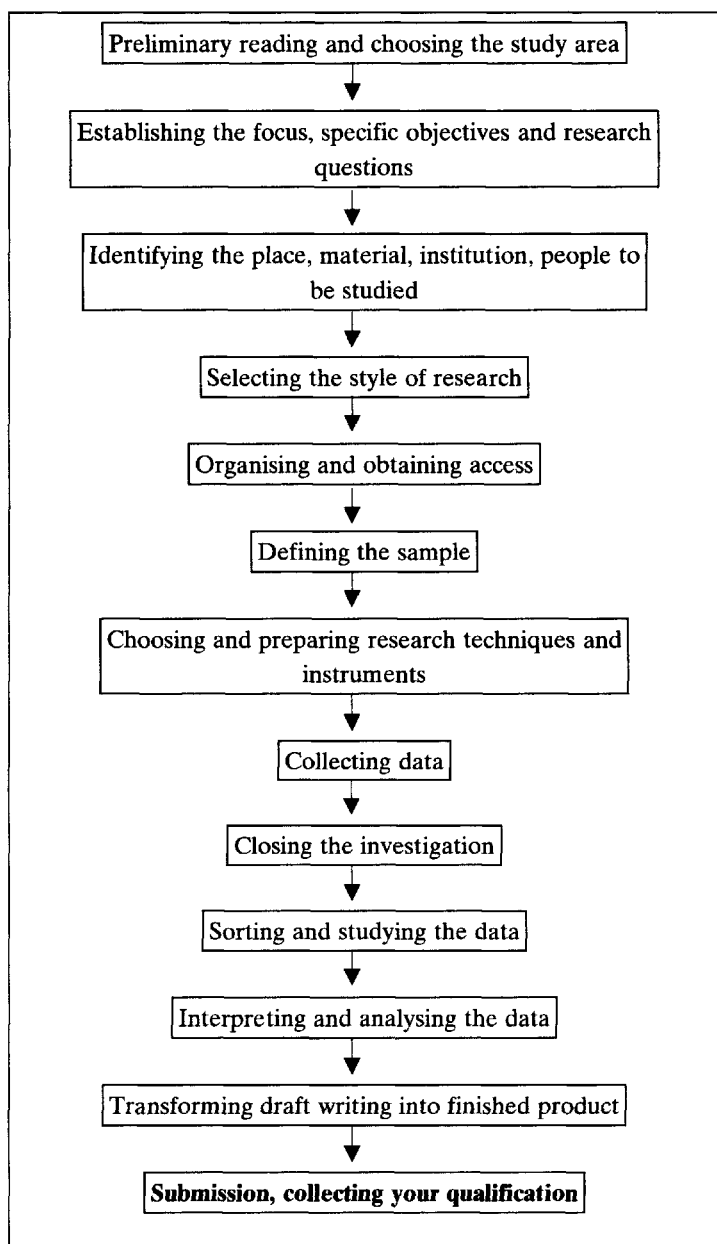 Preliminary reading and choosing the study area
Establishing the focus, specific objectives and research
questions
Identifying the place, material, institution, people to
be studied
Selecting the style of research
Organising and obtaining access
Defining the sample
Choosing and preparing research techniques and
instruments
Collecting data
Closing the investigation
Sorting and studying the data
Interpreting and analysing the data
Transforming draft writing into finished product
Submission, collecting your qualification